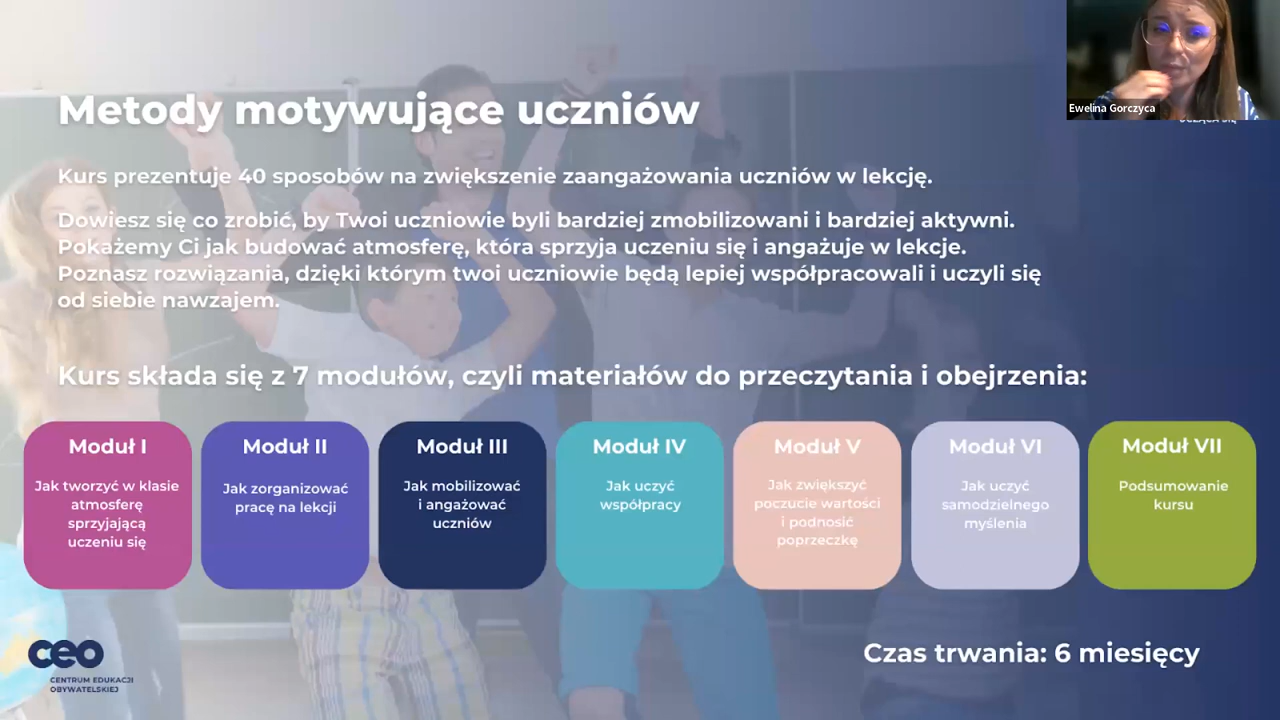 Metody motywujące uczniów
Ewelina Gorczyca
Kurs prezentuje 40 sposobów na zwiększenie zaangażowania uczniów w lekcję.
Dowiesz się co zrobić, by Twoi uczniowie byli bardziej zmobilizowani i bardziej aktywni.
Pokażemy Ci jak budować atmosferę, która sprzyja uczeniu się i angażuje w lekcje.
Poznasz rozwiązania, dzięki którym twoi uczniowie będą lepiej współpracowali i uczyli się
od siebie nawzajem.
Kurs składa się z 7 modułów, czyli materiałów do przeczytania i obejrzenia:
Moduł I
Jak tworzyć w klasie
atmosferę
sprzyjającą
uczeniu się
Moduł II
Jak zorganizować
pracę na lekcji
Moduł III
Jak mobilizować
i angażować
uczniów
Moduł IV
Jak uczyć
współpracy
Moduł V
Jak zwiększyć
poczucie wartości
i podnosić
poprzeczkę
Moduł VI
Jak uczyć
samodzielnego
myślenia
Moduł VII
Podsumowanie
kursu
ceo
CENTRUM EDUKACJI
OBYWATELSKIEJ
Czas trwania: 6 miesięcy